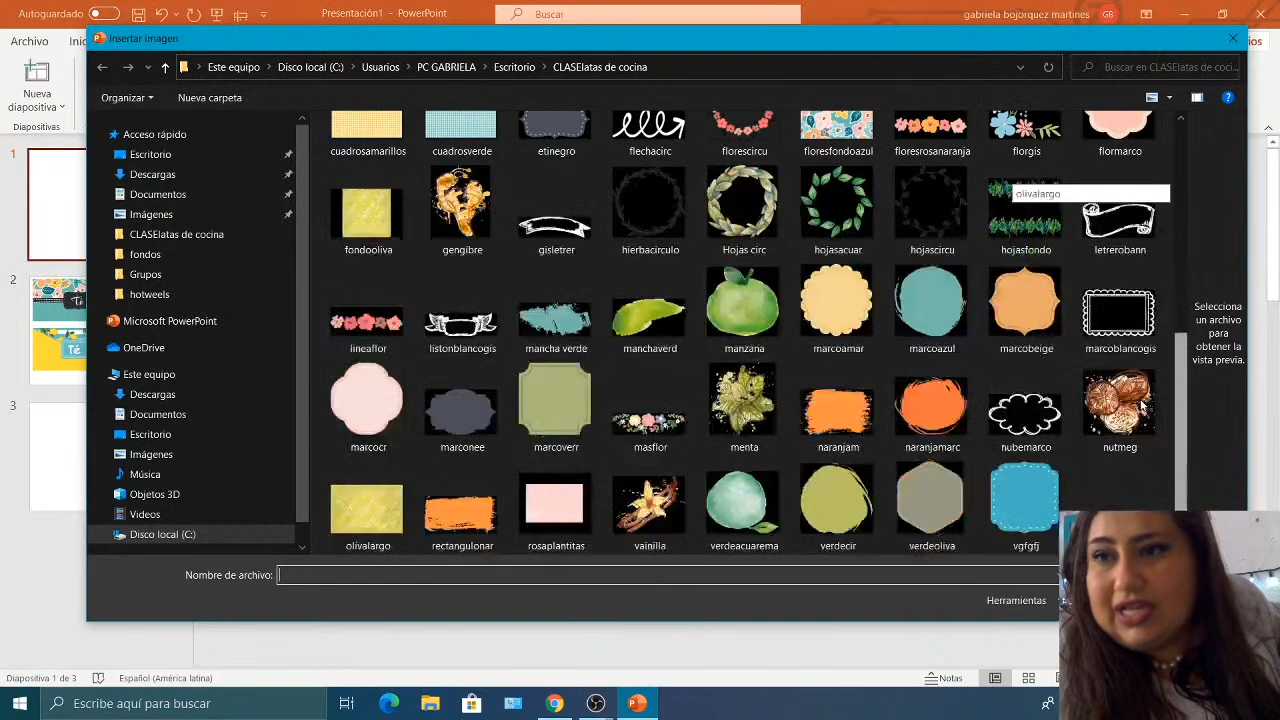 Autoguardado
Presentación1 - PowerPoint
Buscar
gabriela bojorquez martines
GB
Archivo
Inic
Nueva
diapositiva
Diapositivas
ios
Insertar imagen
Este equipo
Disco local (C:)
Usuarios
PC GABRIELA
Escritorio
CLASElatas de cocina
Buscar en CLASElatas de coci...
Organizar
Nueva carpeta
Acceso rápido
Escritorio
Descargas
Documentos
Imágenes
CLASElatas de cocina
fondos
Grupos
hotweels
Microsoft PowerPoint
OneDrive
Este equipo
Descargas
Documentos
Escritorio
Imágenes
Música
Objetos 3D
Videos
Disco local (C:)
cuadrosamarillos
cuadrosverde
etinegro
flechacirc
florescircu
floresfondoazul
floresrosanaranja
florgis
flormarco
olivalargo
fondooliva
gengibre
gisletrer
hierbacirculo
Hojas circ
hojasacuar
hojascircu
hojasfondo
letrerobann
lineaflor
listonblancogis
mancha verde
manchaverd
manzana
marcoamar
marcoazul
marcobeige
marcoblancogis
marcocr
marconee
marcoverr
masflor
menta
naranjam
naranjamarc
nubemarco
nutmeg
olivalargo
rectangulonar
rosaplantitas
vainilla
verdeacuarema
verdecir
verdeoliva
vgfgfj
Selecciona
un archivo
para
obtener la
vista previa.
Nombre de archivo:
Herramientas
1
2
Té
3
Diapositiva 1 de 3
Español (América latina)
Notas
Escribe aquí para buscar